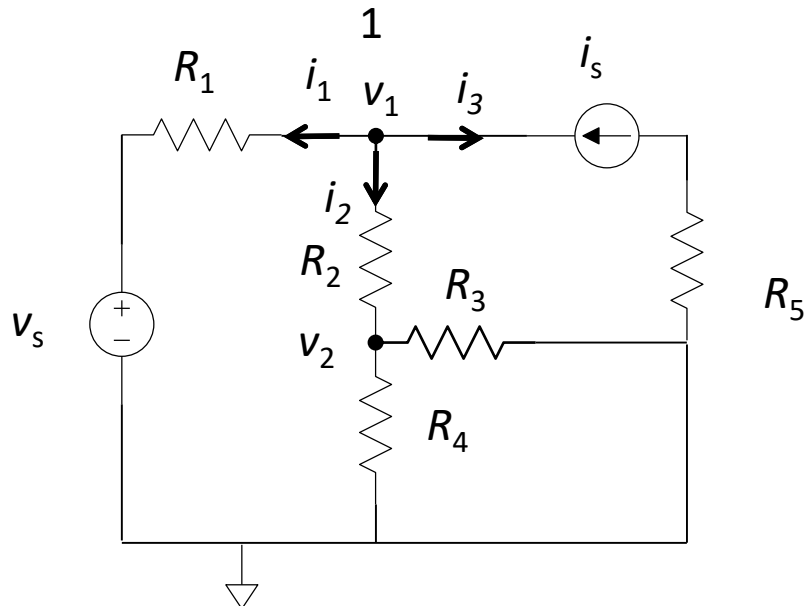 1
R₁
i₁
v₁
i₃
iₛ
i₂
R₂
R₃
R₅
+
−
vₛ
v₂
R₄